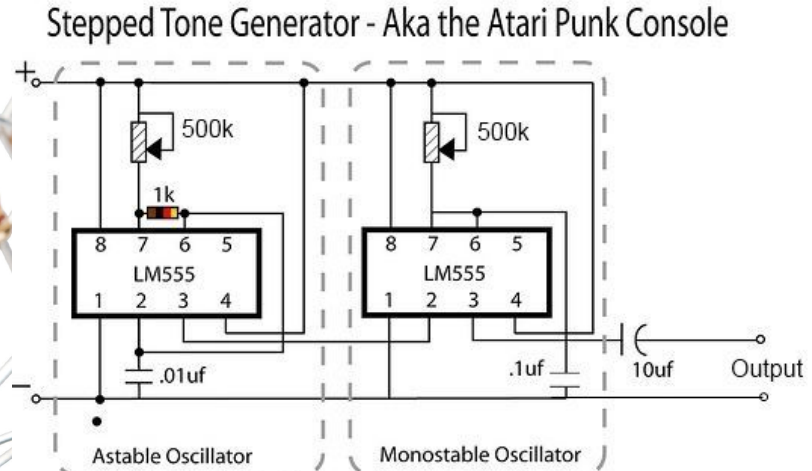 Stepped Tone Generator - Aka the Atari Punk Console
+
500k
500k
1k
8 7 6 5
LM555
1 2 3 4
8 7 6 5
LM555
1 2 3 4
.01uf
.1uf
10uf
Output
–
Astable Oscillator
Monostable Oscillator